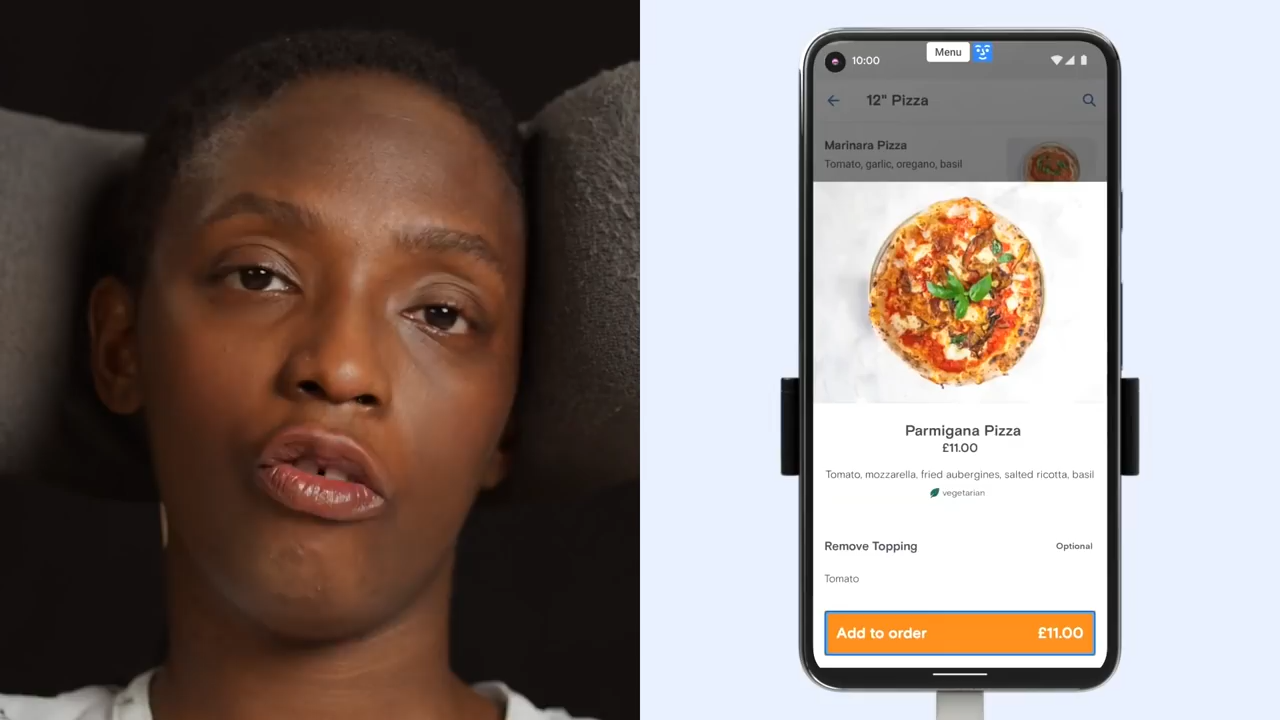 10:00
Menu
12" Pizza
Marinara Pizza
Tomato, garlic, oregano, basil
Parmigana Pizza
£11.00
Tomato, mozzarella, fried aubergines, salted ricotta, basil
vegetarian
Remove Topping Optional
Tomato
Add to order £11.00